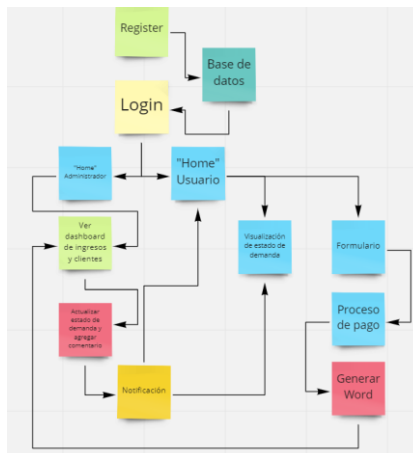 Register
Base de
datos
Login
"Home"
Administrador
"Home"
Usuario
Ver
dashboard
de ingresos
y clientes
Visualización
de estado de
demanda
Formulario
Actualizar
estado de
demanda y
agregar
comentario
Proceso
de pago
Notificación
Generar
Word